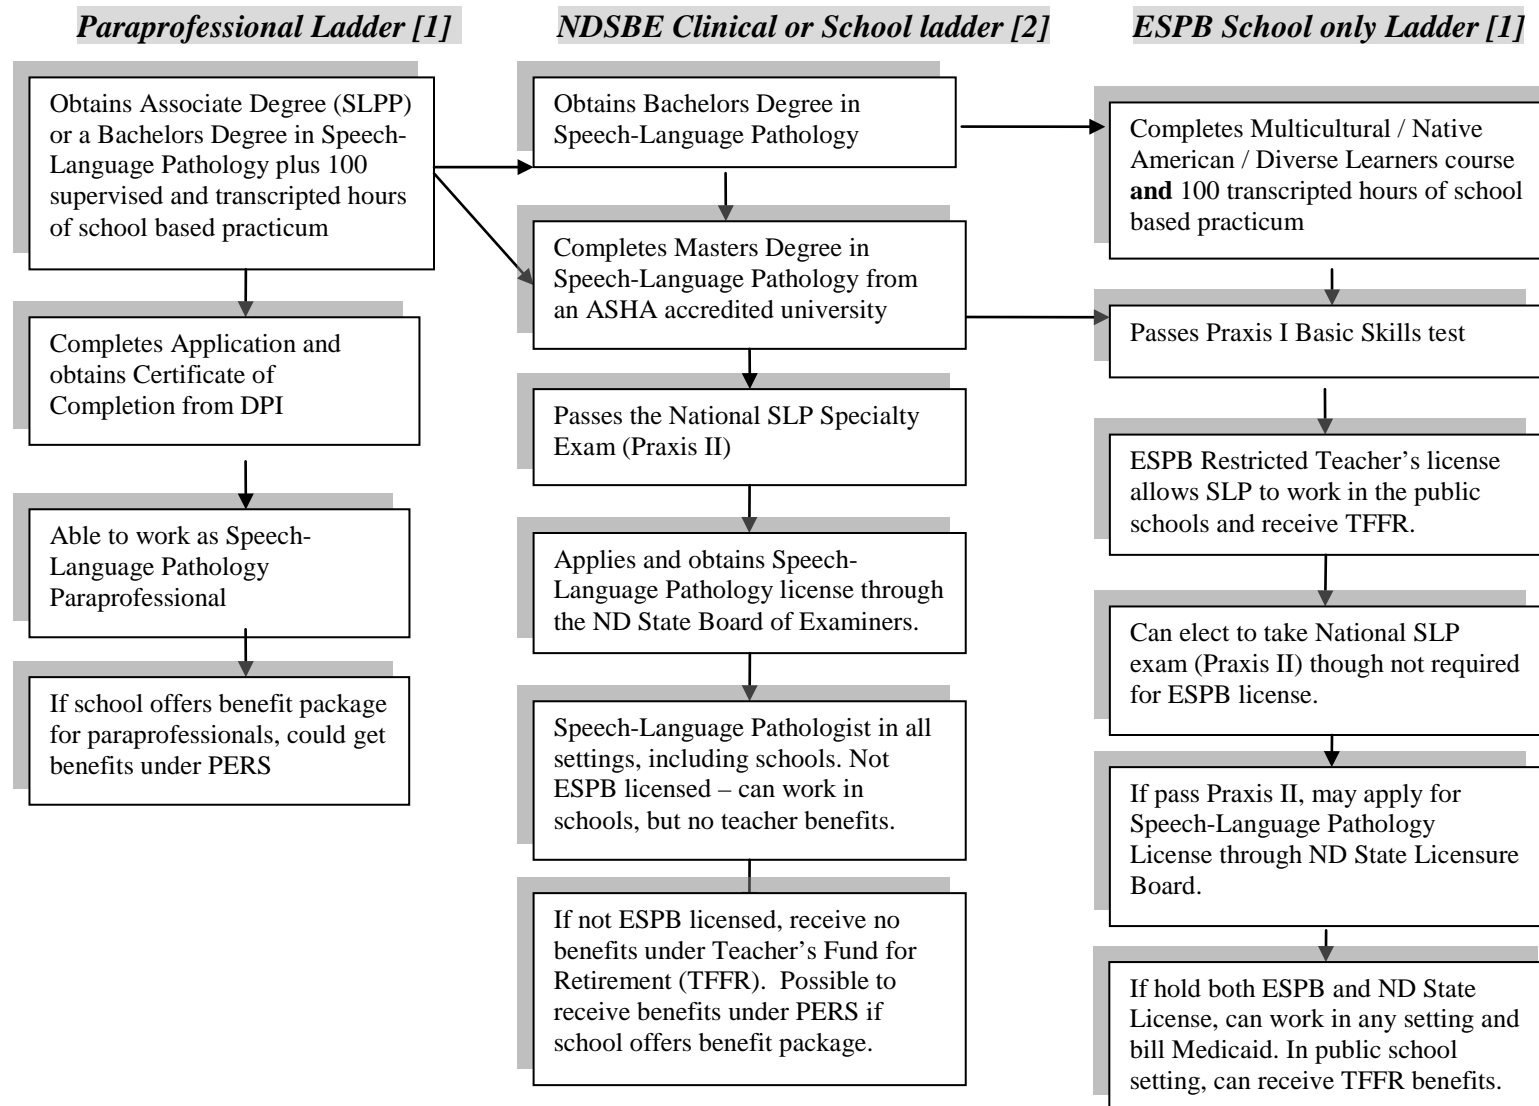 Paraprofessional Ladder [1]
Obtains Associate Degree (SLPP)
or a Bachelors Degree in Speech-
Language Pathology plus 100
supervised and transcripted hours
of school based practicum
Completes Application and
obtains Certificate of
Completion from DPI
Able to work as Speech-
Language Pathology
Paraprofessional
If school offers benefit package
for paraprofessionals, could get
benefits under PERS
NDSBE Clinical or School ladder [2]
Obtains Bachelors Degree in
Speech-Language Pathology
Completes Masters Degree in
Speech-Language Pathology from
an ASHA accredited university
Passes the National SLP Specialty
Exam (Praxis II)
Applies and obtains Speech-
Language Pathology license through
the ND State Board of Examiners.
Speech-Language Pathologist in all
settings, including schools. Not
ESPB licensed – can work in
schools, but no teacher benefits.
If not ESPB licensed, receive no
benefits under Teacher’s Fund for
Retirement (TFFR).  Possible to
receive benefits under PERS if
school offers benefit package.
ESPB School only Ladder [1]
Completes Multicultural / Native
American / Diverse Learners course
and 100 transcripted hours of school
based practicum
Passes Praxis I Basic Skills test
ESPB Restricted Teacher’s license
allows SLP to work in the public
schools and receive TFFR.
Can elect to take National SLP
exam (Praxis II) though not required
for ESPB license.
If pass Praxis II, may apply for
Speech-Language Pathology
License through ND State Licensure
Board.
If hold both ESPB and ND State
License, can work in any setting and
bill Medicaid. In public school
setting, can receive TFFR benefits.